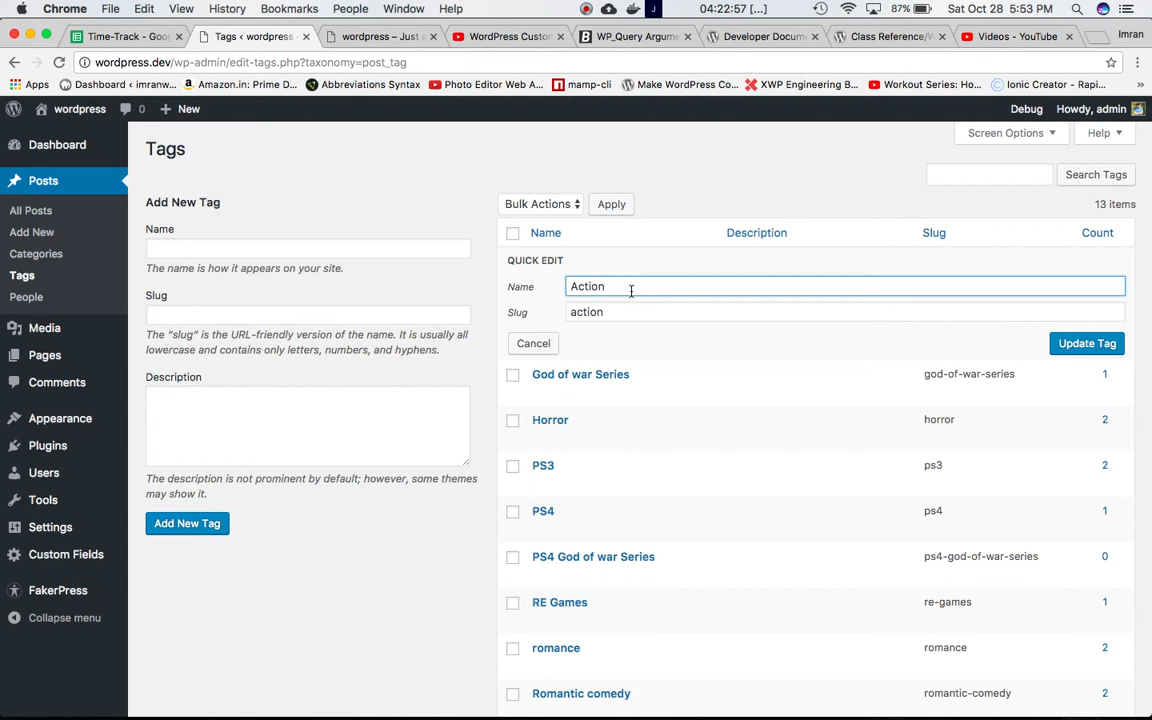 Chrome File Edit View History Bookmarks People Window Help J 04:22:57 [...] 87% Sat Oct 28 5:53 PM
Time-Track - Goog Tags ‹ wordpress wordpress – Just a WordPress Custom WP_Query Argume Developer Docume Class Reference/W Videos - YouTube Imran
wordpress.dev/wp-admin/edit-tags.php?taxonomy=post_tag
Apps Dashboard ‹ imranw... Amazon.in: Prime D... Abbreviations Syntax Photo Editor Web A... mamp-cli Make WordPress Co... XWP Engineering B... Workout Series: Ho... Ionic Creator - Rapi... »
wordpress 0 + New Debug Howdy, admin
Screen Options Help
Tags
Search Tags
Dashboard
Posts
All Posts
Add New
Categories
Tags
People
Media
Pages
Comments
Appearance
Plugins
Users
Tools
Settings
Custom Fields
FakerPress
Collapse menu
Add New Tag
Name
The name is how it appears on your site.
Slug
The “slug” is the URL-friendly version of the name. It is usually all
lowercase and contains only letters, numbers, and hyphens.
Description
The description is not prominent by default; however, some themes
may show it.
Add New Tag
Bulk Actions Apply 13 items
Name Description Slug Count
QUICK EDIT
Name Action
Slug action
Cancel Update Tag
God of war Series god-of-war-series 1
Horror horror 2
PS3 ps3 2
PS4 ps4 1
PS4 God of war Series ps4-god-of-war-series 0
RE Games re-games 1
romance romance 2
Romantic comedy romantic-comedy 2